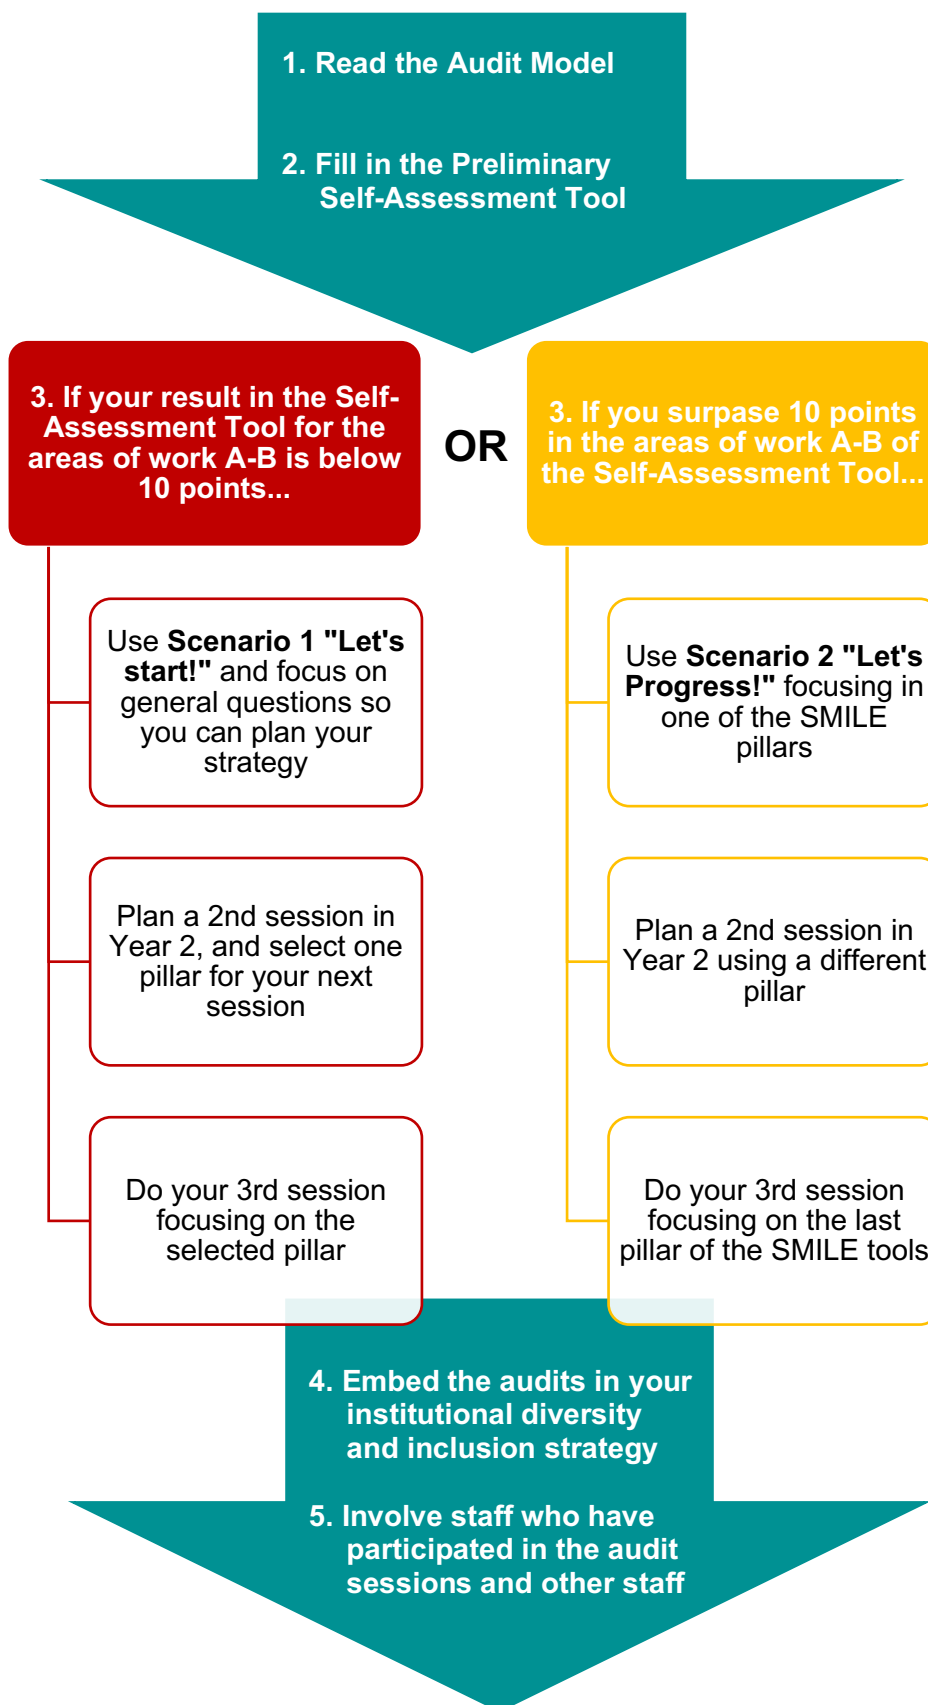 1. Read the Audit Model
2. Fill in the Preliminary
Self-Assessment Tool
3. If your result in the Self-
Assessment Tool for the
areas of work A-B is below
10 points...
OR
3. If you surpase 10 points
in the areas of work A-B of
the Self-Assessment Tool...
Use Scenario 1 "Let's
start!" and focus on
general questions so
you can plan your
strategy
Plan a 2nd session in
Year 2, and select one
pillar for your next
session
Do your 3rd session
focusing on the
selected pillar
Use Scenario 2 "Let's
Progress!" focusing in
one of the SMILE
pillars
Plan a 2nd session in
Year 2 using a different
pillar
Do your 3rd session
focusing on the last
pillar of the SMILE tools
4. Embed the audits in your
institutional diversity
and inclusion strategy
5. Involve staff who have
participated in the audit
sessions and other staff